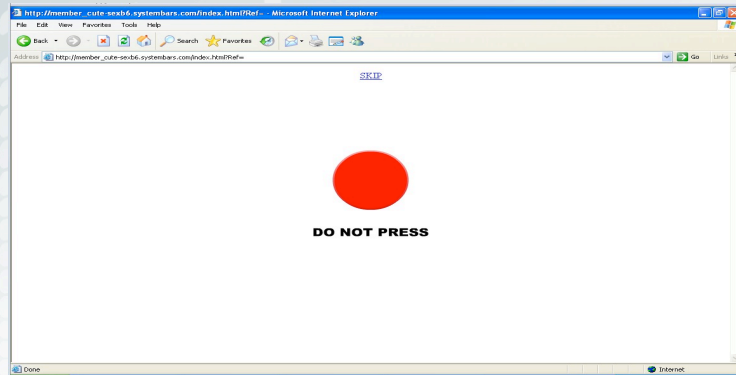 http://member_cute-sexb6.systembars.com/index.html?Ref= - Microsoft Internet Explorer
File Edit View Favorites Tools Help
Back Search Favorites
Address http://member_cute-sexb6.systembars.com/index.html?Ref= Go Links »
SKIP
DO NOT PRESS
Done Internet